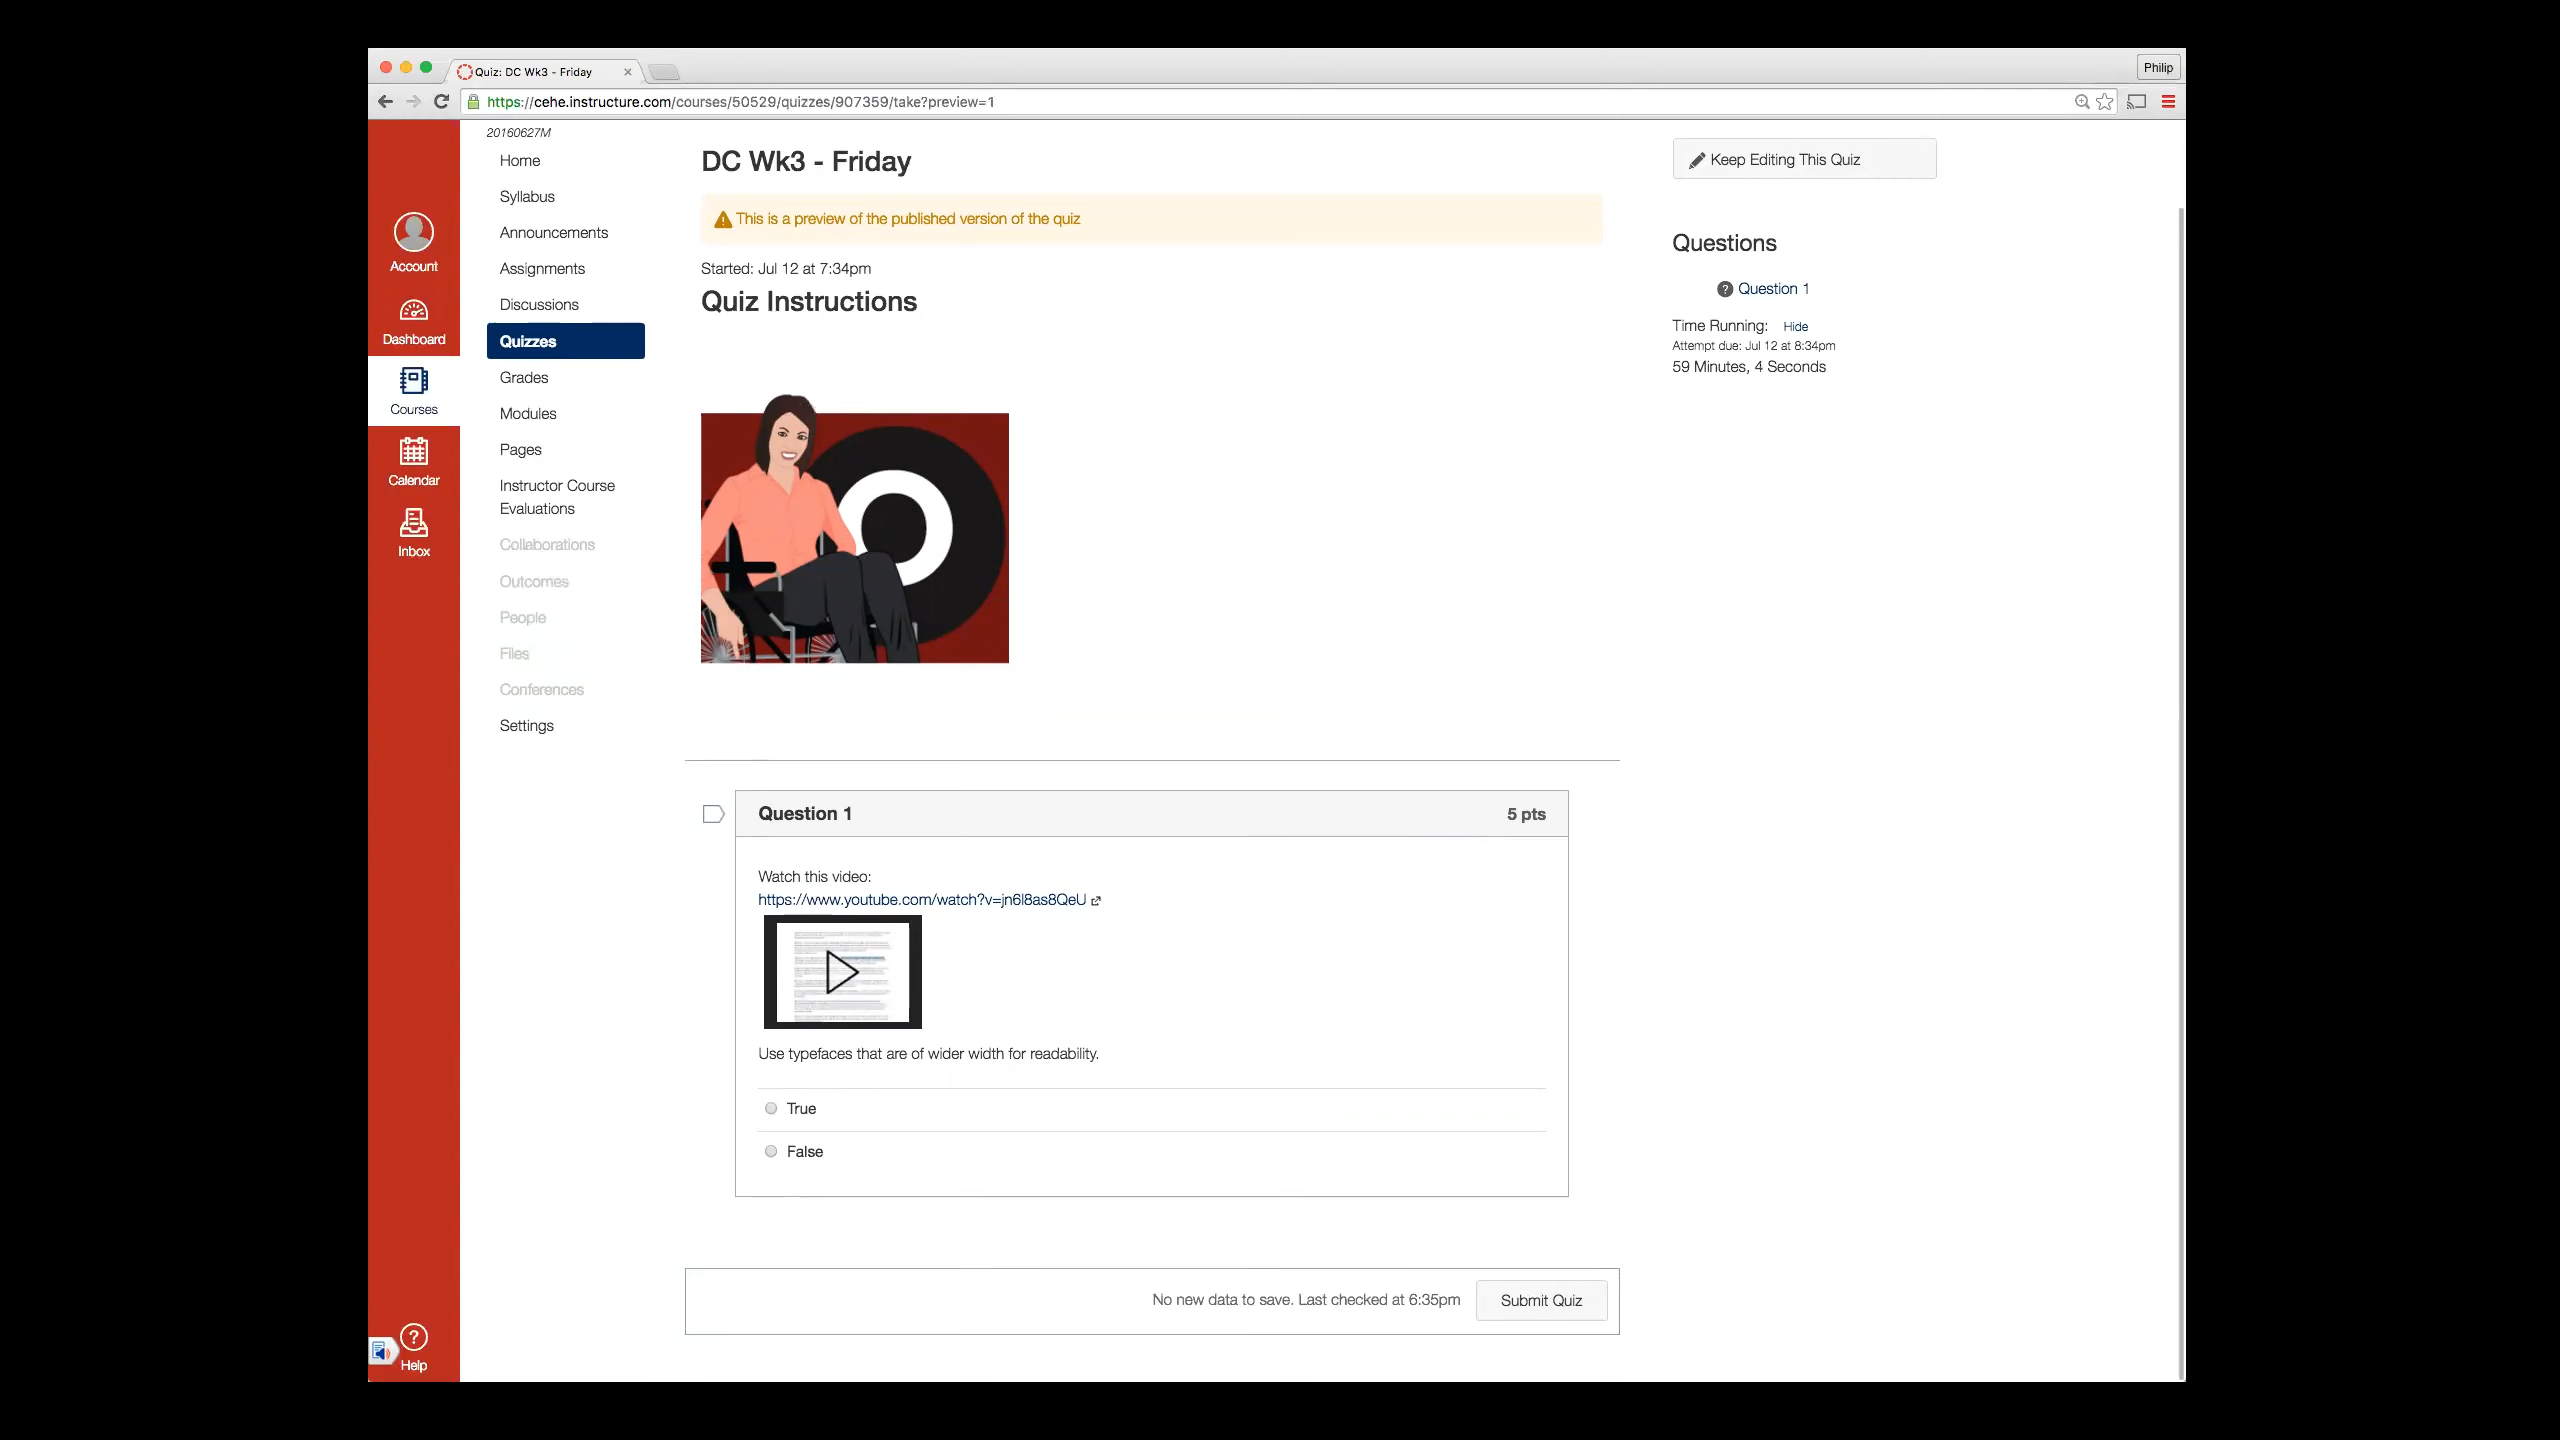 Quiz: DC Wk3 - Friday
Philip
https://cehe.instructure.com/courses/50529/quizzes/907359/take?preview=1
Account
Dashboard
Courses
Calendar
Inbox
Help
20160627M
Home
Syllabus
Announcements
Assignments
Discussions
Quizzes
Grades
Modules
Pages
Instructor Course
Evaluations
Collaborations
Outcomes
People
Files
Conferences
Settings
DC Wk3 - Friday
This is a preview of the published version of the quiz
Started: Jul 12 at 7:34pm
Quiz Instructions
Question 1
5 pts
Watch this video:
https://www.youtube.com/watch?v=jn6l8as8QeU
Use typefaces that are of wider width for readability.
True
False
No new data to save. Last checked at 6:35pm
Submit Quiz
Keep Editing This Quiz
Questions
Question 1
Time Running: Hide
Attempt due: Jul 12 at 8:34pm
59 Minutes, 4 Seconds